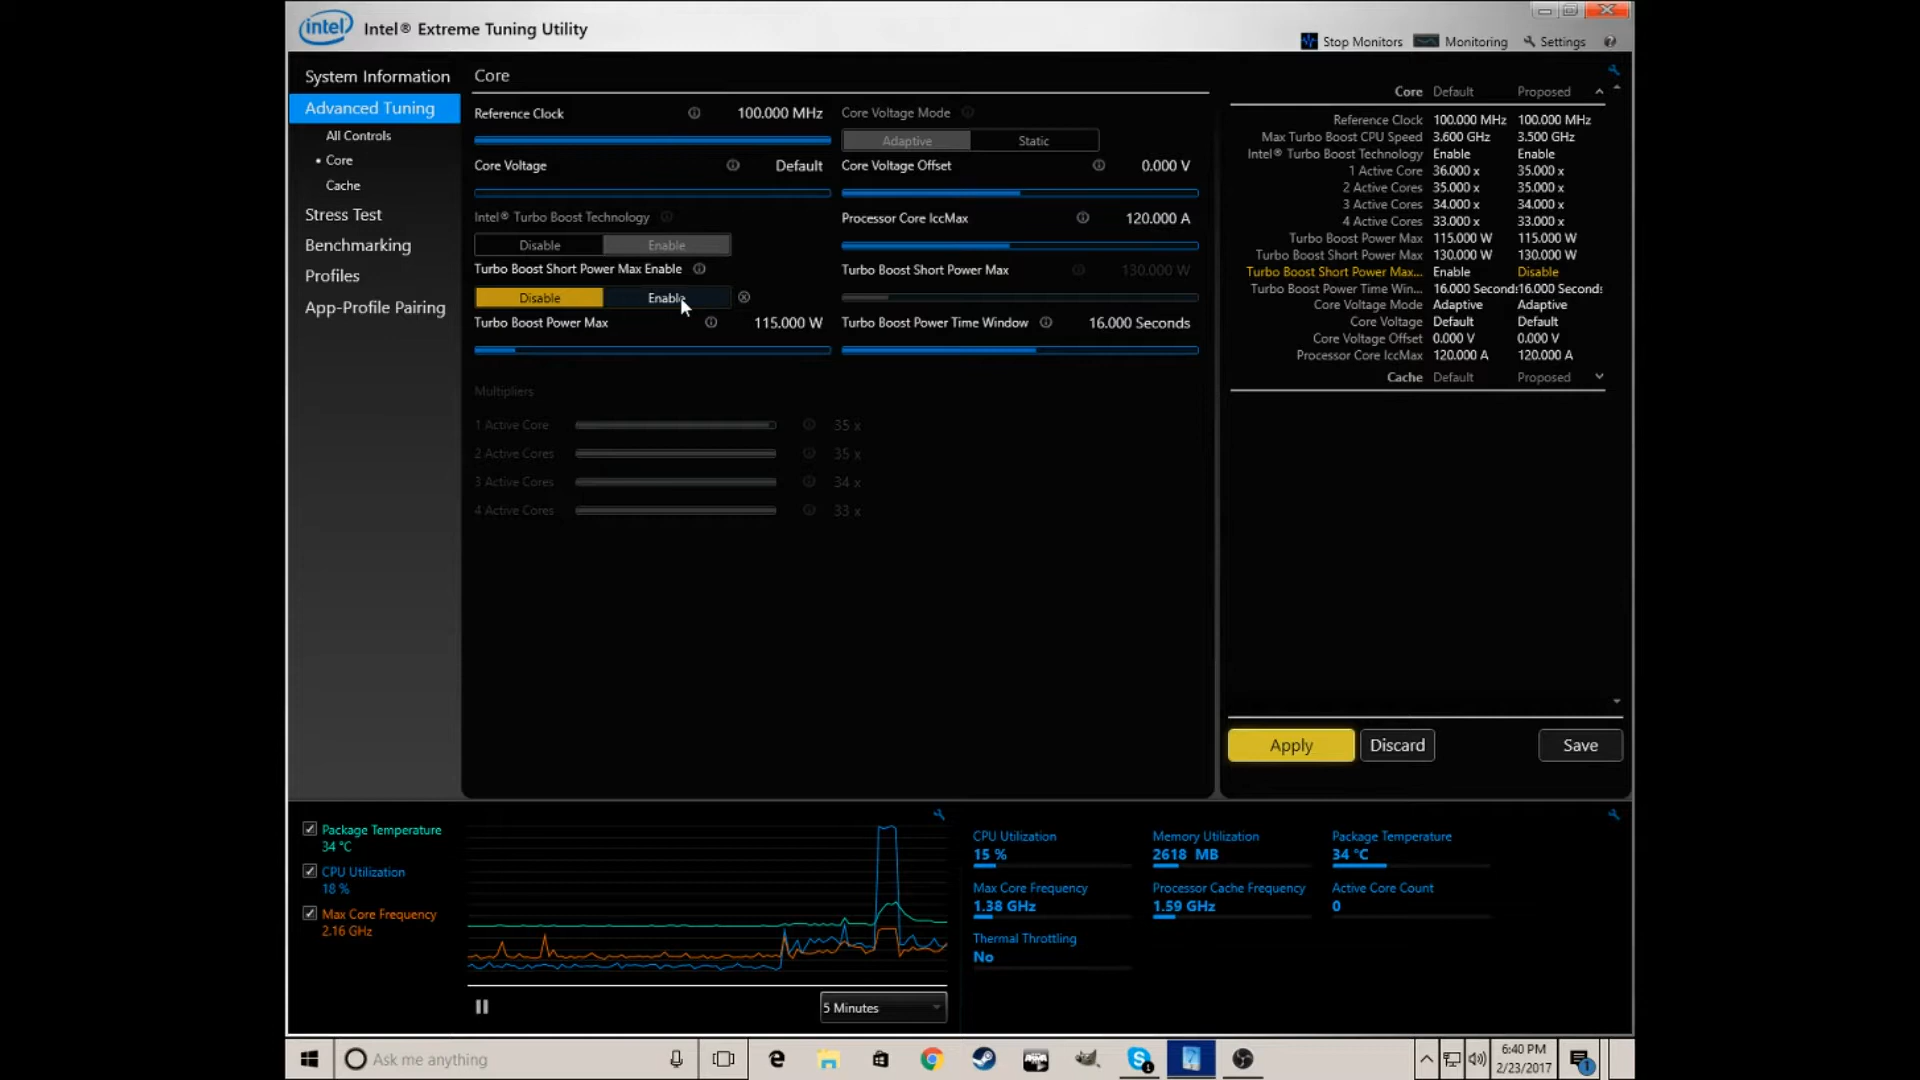 intel
Intel® Extreme Tuning Utility
Stop Monitors
Monitoring
Settings
System Information
Advanced Tuning
All Controls
• Core
Cache
Stress Test
Benchmarking
Profiles
App-Profile Pairing
Core
Reference Clock 100.000 MHz
Core Voltage Mode
Adaptive Static
Core Voltage Default
Core Voltage Offset 0.000 V
Intel® Turbo Boost Technology
Disable Enable
Processor Core IccMax 120.000 A
Turbo Boost Short Power Max Enable
Disable Enable
Turbo Boost Short Power Max 130.000 W
Turbo Boost Power Max 115.000 W
Turbo Boost Power Time Window 16.000 Seconds
Multipliers
1 Active Core 35 x
2 Active Cores 35 x
3 Active Cores 34 x
4 Active Cores 33 x
Core Default Proposed
Reference Clock 100.000 MHz 100.000 MHz
Max Turbo Boost CPU Speed 3.600 GHz 3.500 GHz
Intel® Turbo Boost Technology Enable Enable
1 Active Core 36.000 x 35.000 x
2 Active Cores 35.000 x 35.000 x
3 Active Cores 34.000 x 34.000 x
4 Active Cores 33.000 x 33.000 x
Turbo Boost Power Max 115.000 W 115.000 W
Turbo Boost Short Power Max 130.000 W 130.000 W
Turbo Boost Short Power Max... Enable Disable
Turbo Boost Power Time Win... 16.000 Seconds 16.000 Seconds
Core Voltage Mode Adaptive Adaptive
Core Voltage Default Default
Core Voltage Offset 0.000 V 0.000 V
Processor Core IccMax 120.000 A 120.000 A
Cache Default Proposed
Apply Discard Save
Package Temperature
34 °C
CPU Utilization
18 %
Max Core Frequency
2.16 GHz
5 Minutes
CPU Utilization
15 %
Memory Utilization
2618 MB
Package Temperature
34 °C
Max Core Frequency
1.38 GHz
Processor Cache Frequency
1.59 GHz
Active Core Count
0
Thermal Throttling
No
Ask me anything
6:40 PM
2/23/2017
1